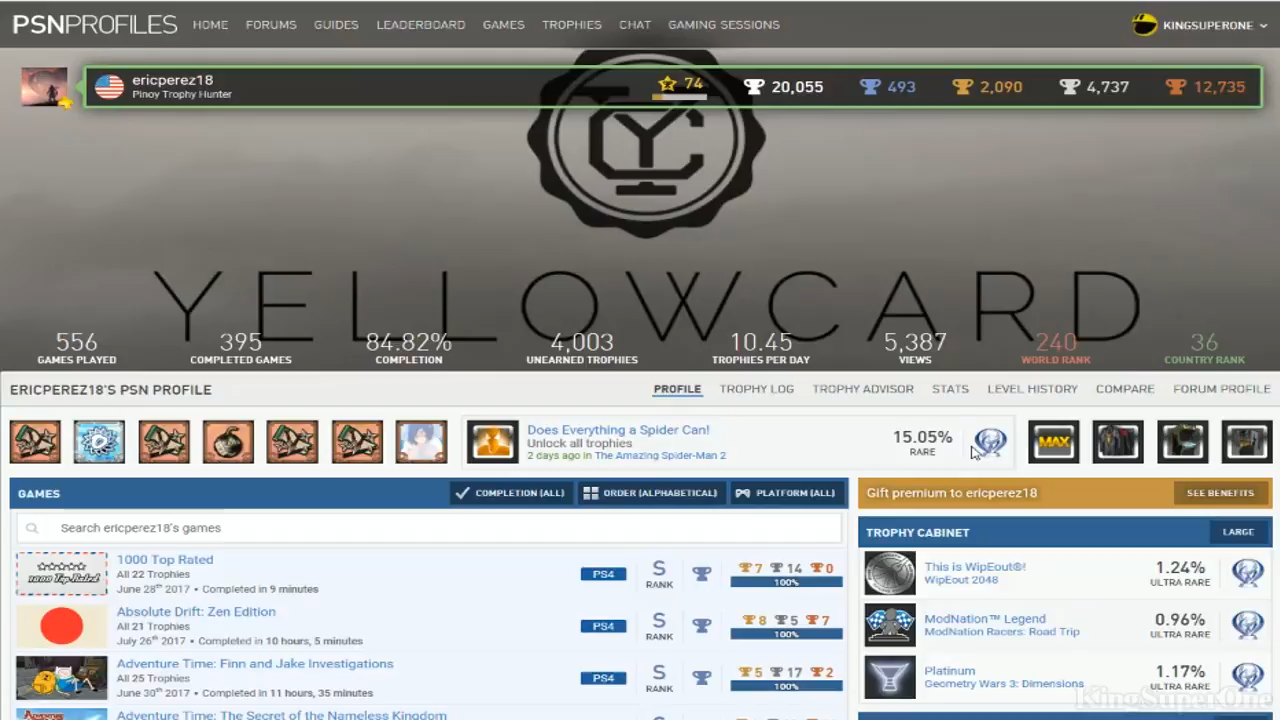 PSNPROFILES HOME FORUMS GUIDES LEADERBOARD GAMES TROPHIES CHAT GAMING SESSIONS KINGSUPERONE
ericperez18
Pinoy Trophy Hunter
74 20,055 493 2,090 4,737 12,735
YC
YELLOWCARD
556 395 84.82% 4,003 10.45 5,387 240 36
GAMES PLAYED COMPLETED GAMES COMPLETION UNEARNED TROPHIES TROPHIES PER DAY VIEWS WORLD RANK COUNTRY RANK
ERICPEREZ18'S PSN PROFILE PROFILE TROPHY LOG TROPHY ADVISOR STATS LEVEL HISTORY COMPARE FORUM PROFILE
Does Everything a Spider Can!
Unlock all trophies
2 days ago in The Amazing Spider-Man 2
15.05%
RARE
MAX
GAMES COMPLETION (ALL) ORDER (ALPHABETICAL) PLATFORM (ALL)
Search ericperez18's games
1000 Top Rated
1000 Top Rated
All 22 Trophies
June 28th 2017 • Completed in 9 minutes
PS4 S RANK 7 14 0
100%
Absolute Drift: Zen Edition
All 21 Trophies
July 26th 2017 • Completed in 10 hours, 5 minutes
PS4 S RANK 8 5 7
100%
Adventure Time: Finn and Jake Investigations
All 25 Trophies
June 30th 2017 • Completed in 11 hours, 35 minutes
PS4 S RANK 5 17 2
100%
Adventure Time: The Secret of the Nameless Kingdom
Gift premium to ericperez18 SEE BENEFITS
TROPHY CABINET LARGE
This is WipEout®!
WipEout 2048
1.24%
ULTRA RARE
ModNation™ Legend
ModNation Racers: Road Trip
0.96%
ULTRA RARE
Platinum
Geometry Wars 3: Dimensions
1.17%
ULTRA RARE
KingSuperOne